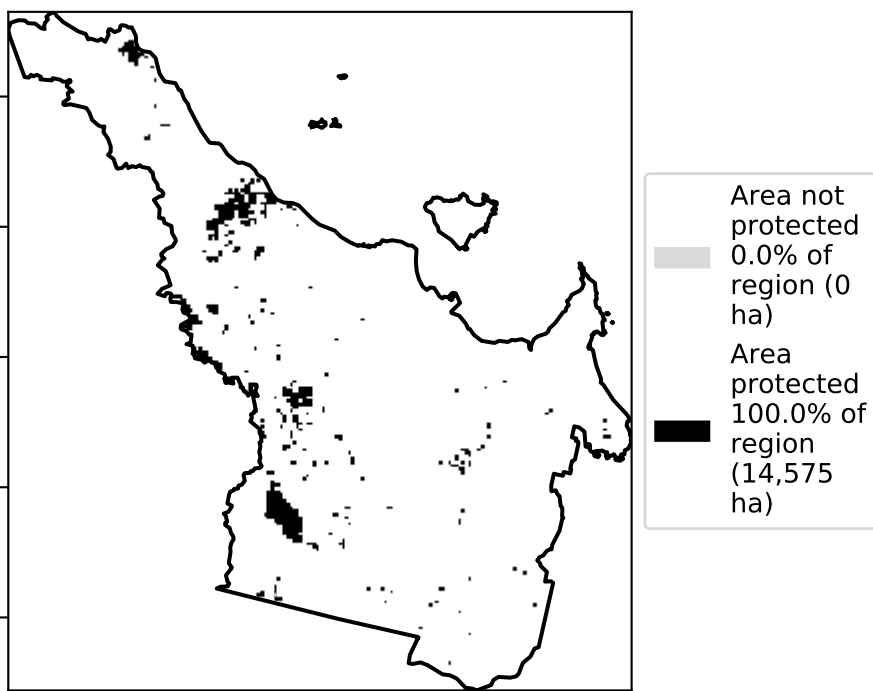 Area not
protected
0.0% of
region (0
ha)
Area
protected
100.0% of
region
(14,575
ha)